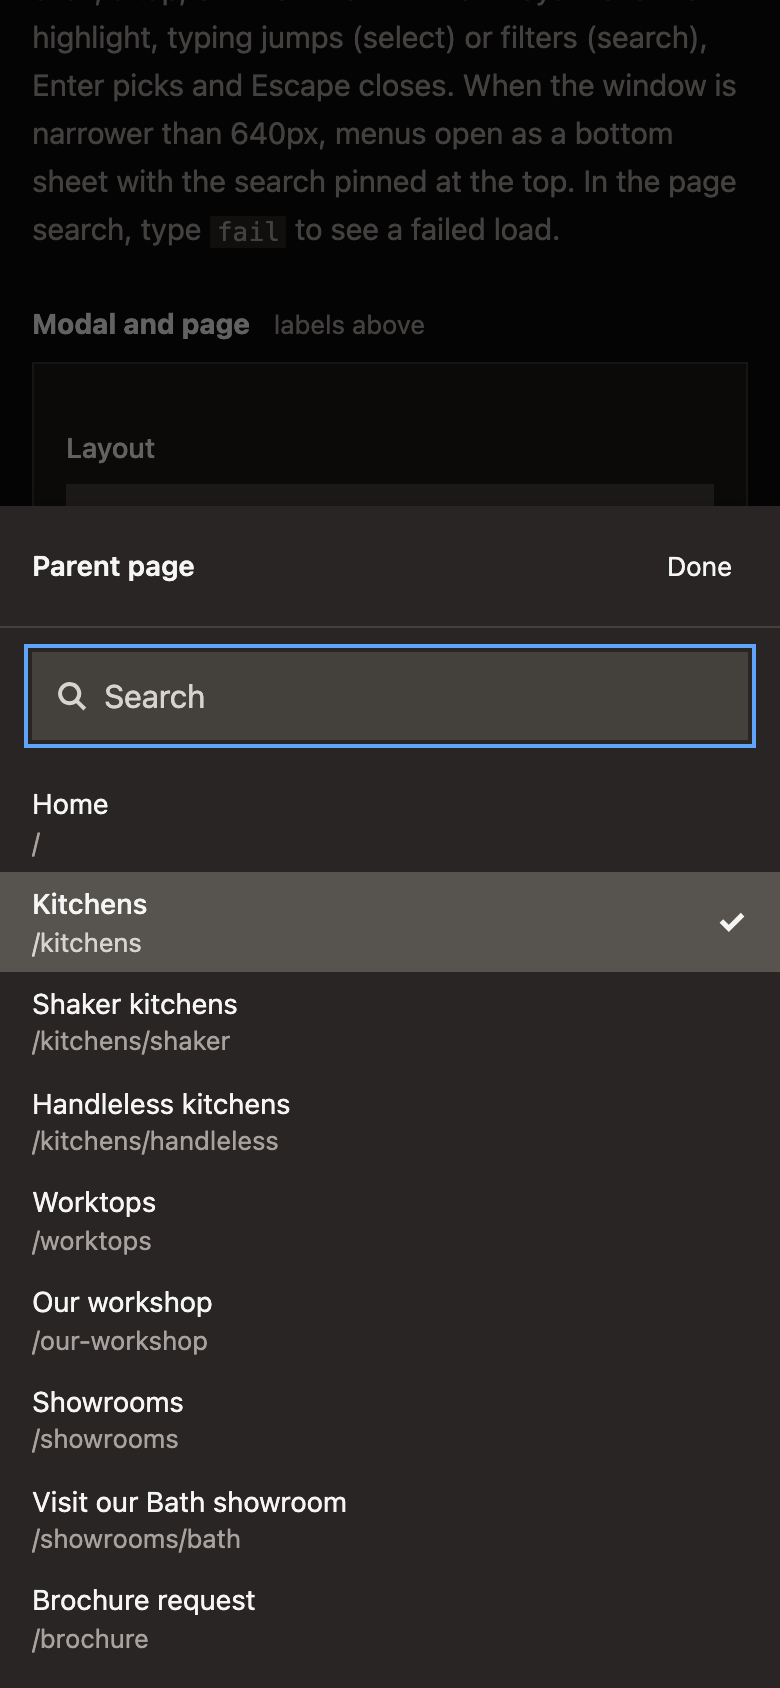 highlight, typing jumps (select) or filters (search),
Enter picks and Escape closes. When the window is
narrower than 640px, menus open as a bottom
sheet with the search pinned at the top. In the page
search, type fail to see a failed load.
Modal and page labels above
Layout
Parent page Done
Search
Home
/
Kitchens
/kitchens
Shaker kitchens
/kitchens/shaker
Handleless kitchens
/kitchens/handleless
Worktops
/worktops
Our workshop
/our-workshop
Showrooms
/showrooms
Visit our Bath showroom
/showrooms/bath
Brochure request
/brochure